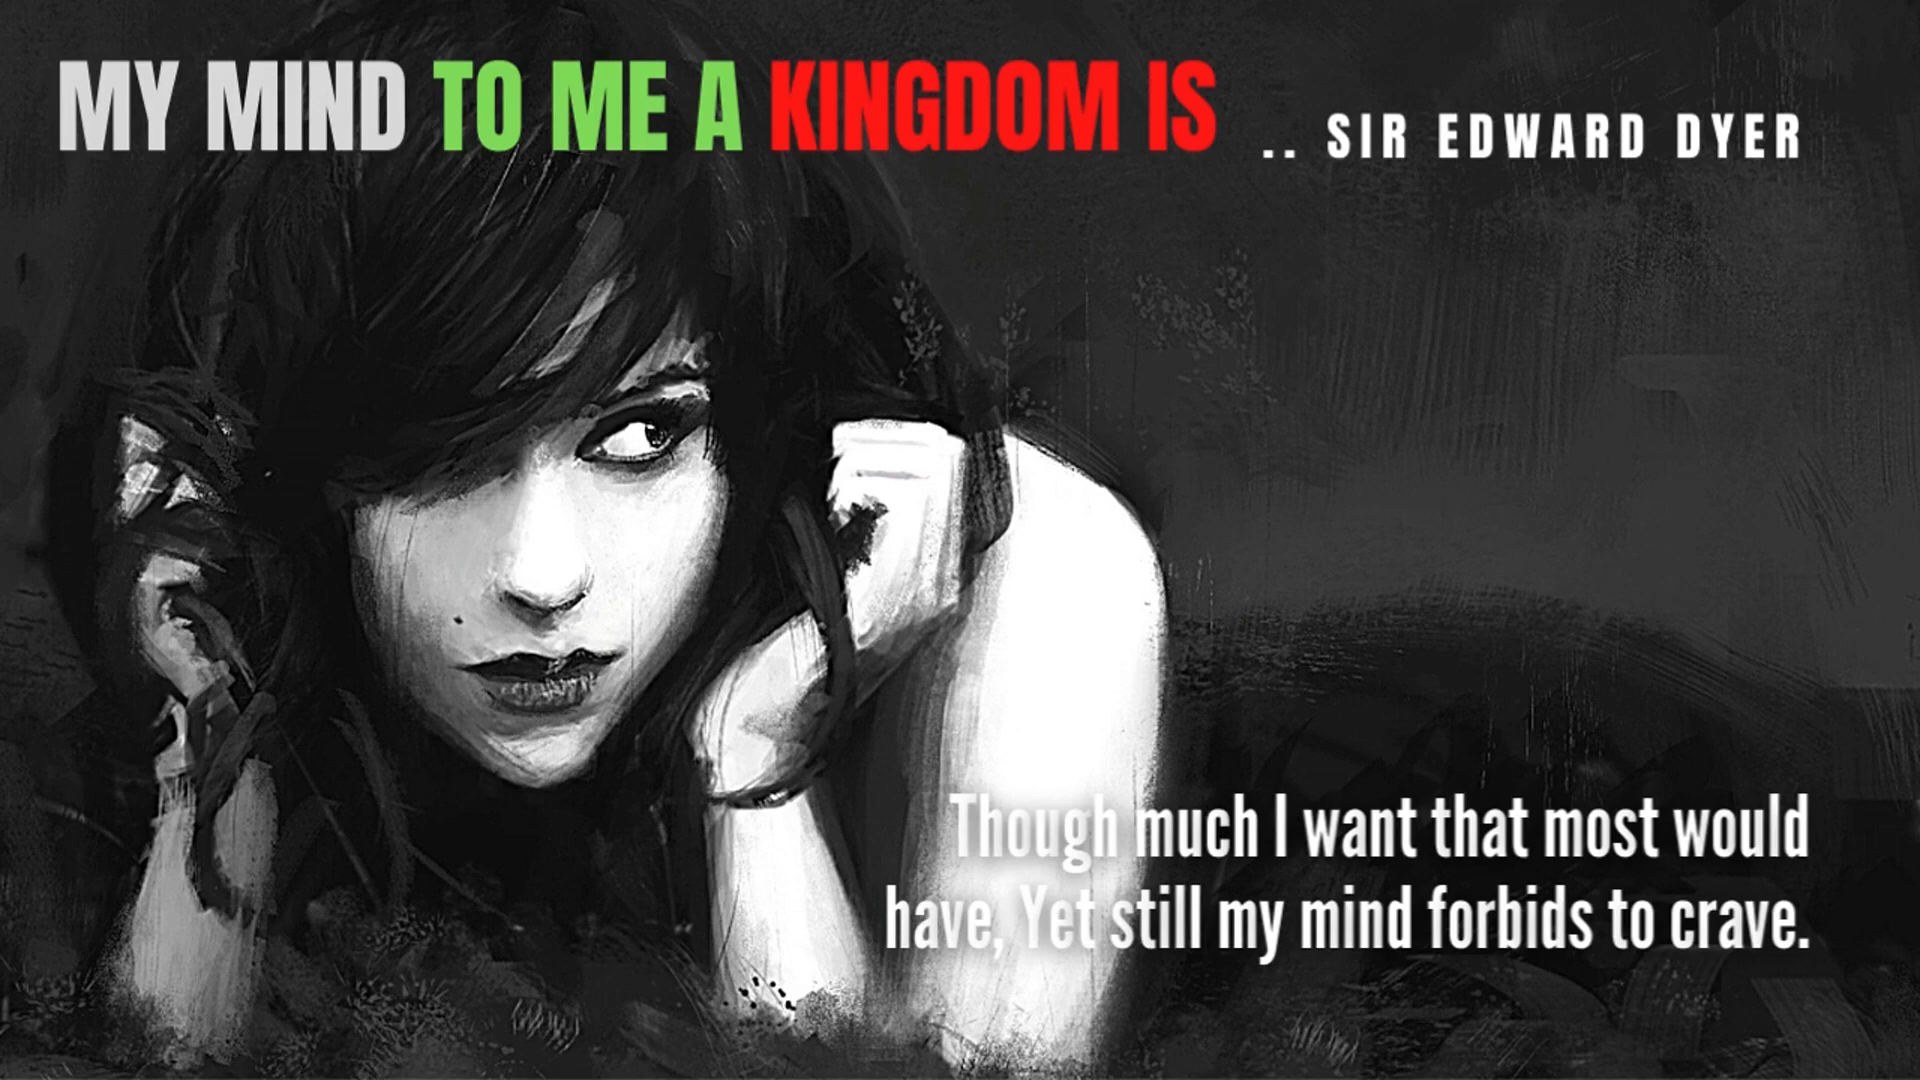 MY MIND TO ME A KINGDOM IS .. SIR EDWARD DYER
Though much I want that most would
have, Yet still my mind forbids to crave.